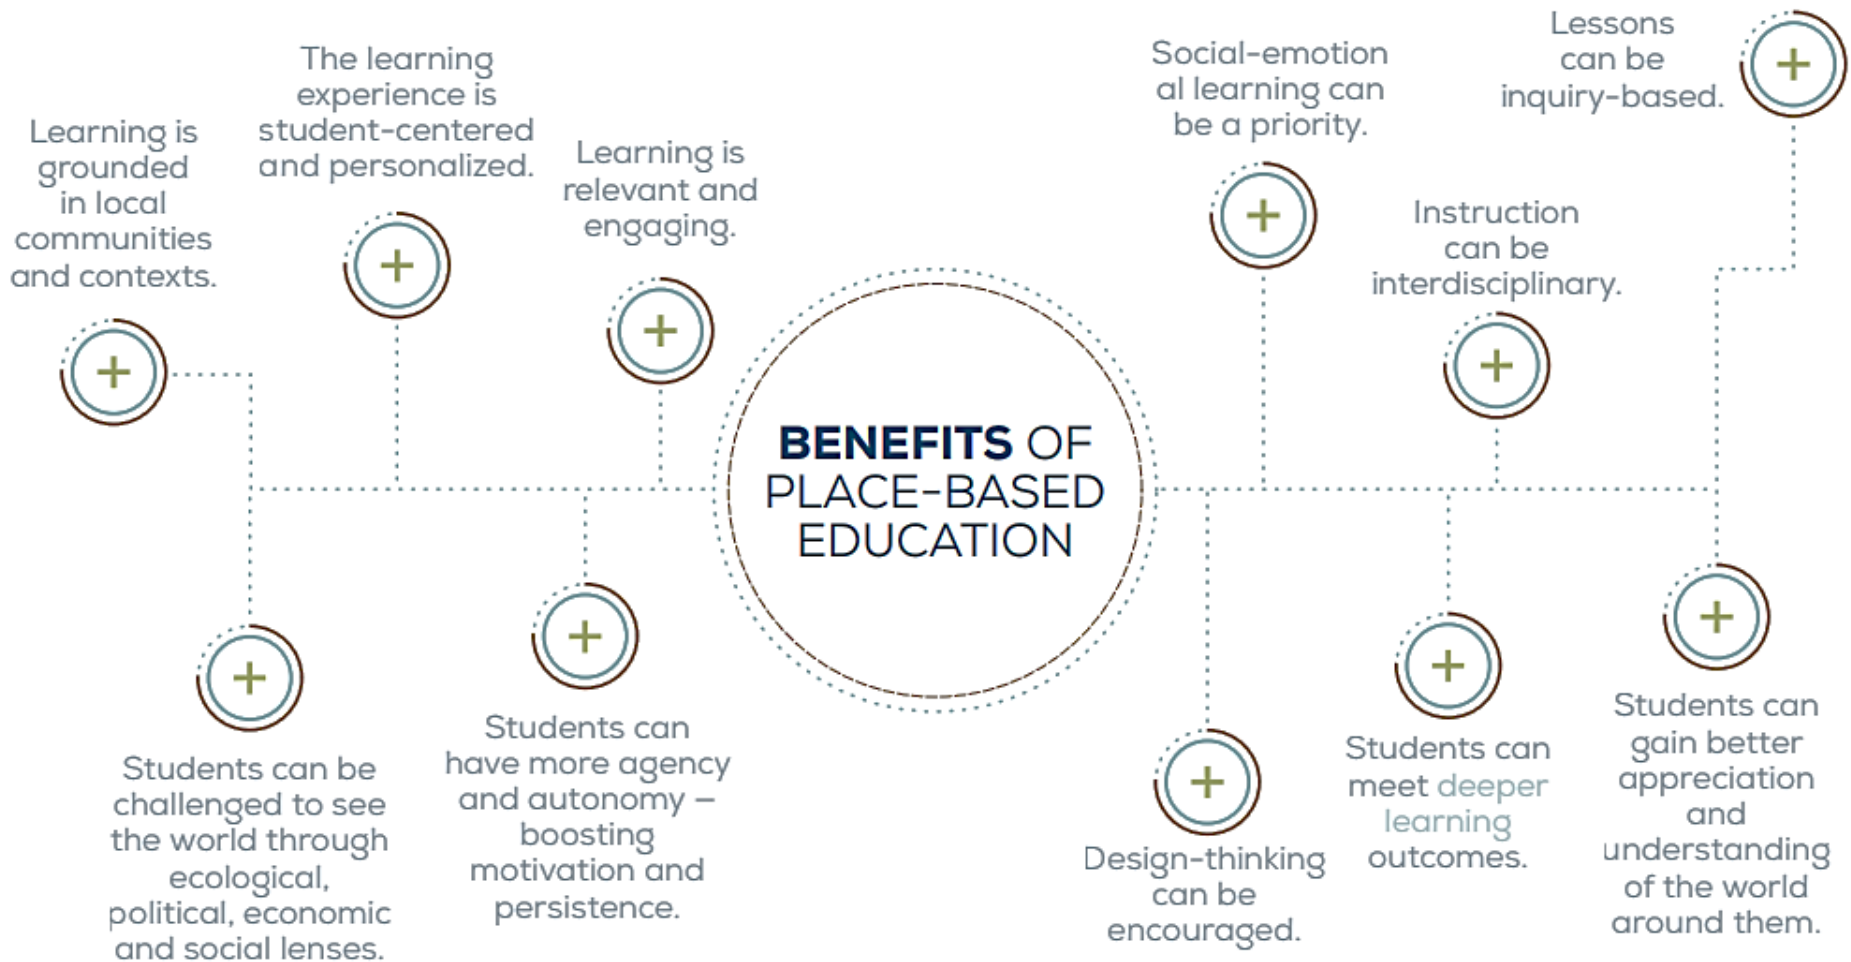 Learning is
grounded
in local
communities
and contexts.
The learning
experience is
student-centered
and personalized.
Learning is
relevant and
engaging.
Social-emotion
al learning can
be a priority.
Instruction
can be
interdisciplinary.
Lessons
can be
inquiry-based.
BENEFITS OF
PLACE-BASED
EDUCATION
Students can be
challenged to see
the world through
ecological,
political, economic
and social lenses.
Students can
have more agency
and autonomy –
boosting
motivation and
persistence.
Design-thinking
can be
encouraged.
Students can
meet deeper
learning
outcomes.
Students can
gain better
appreciation
and
understanding
of the world
around them.